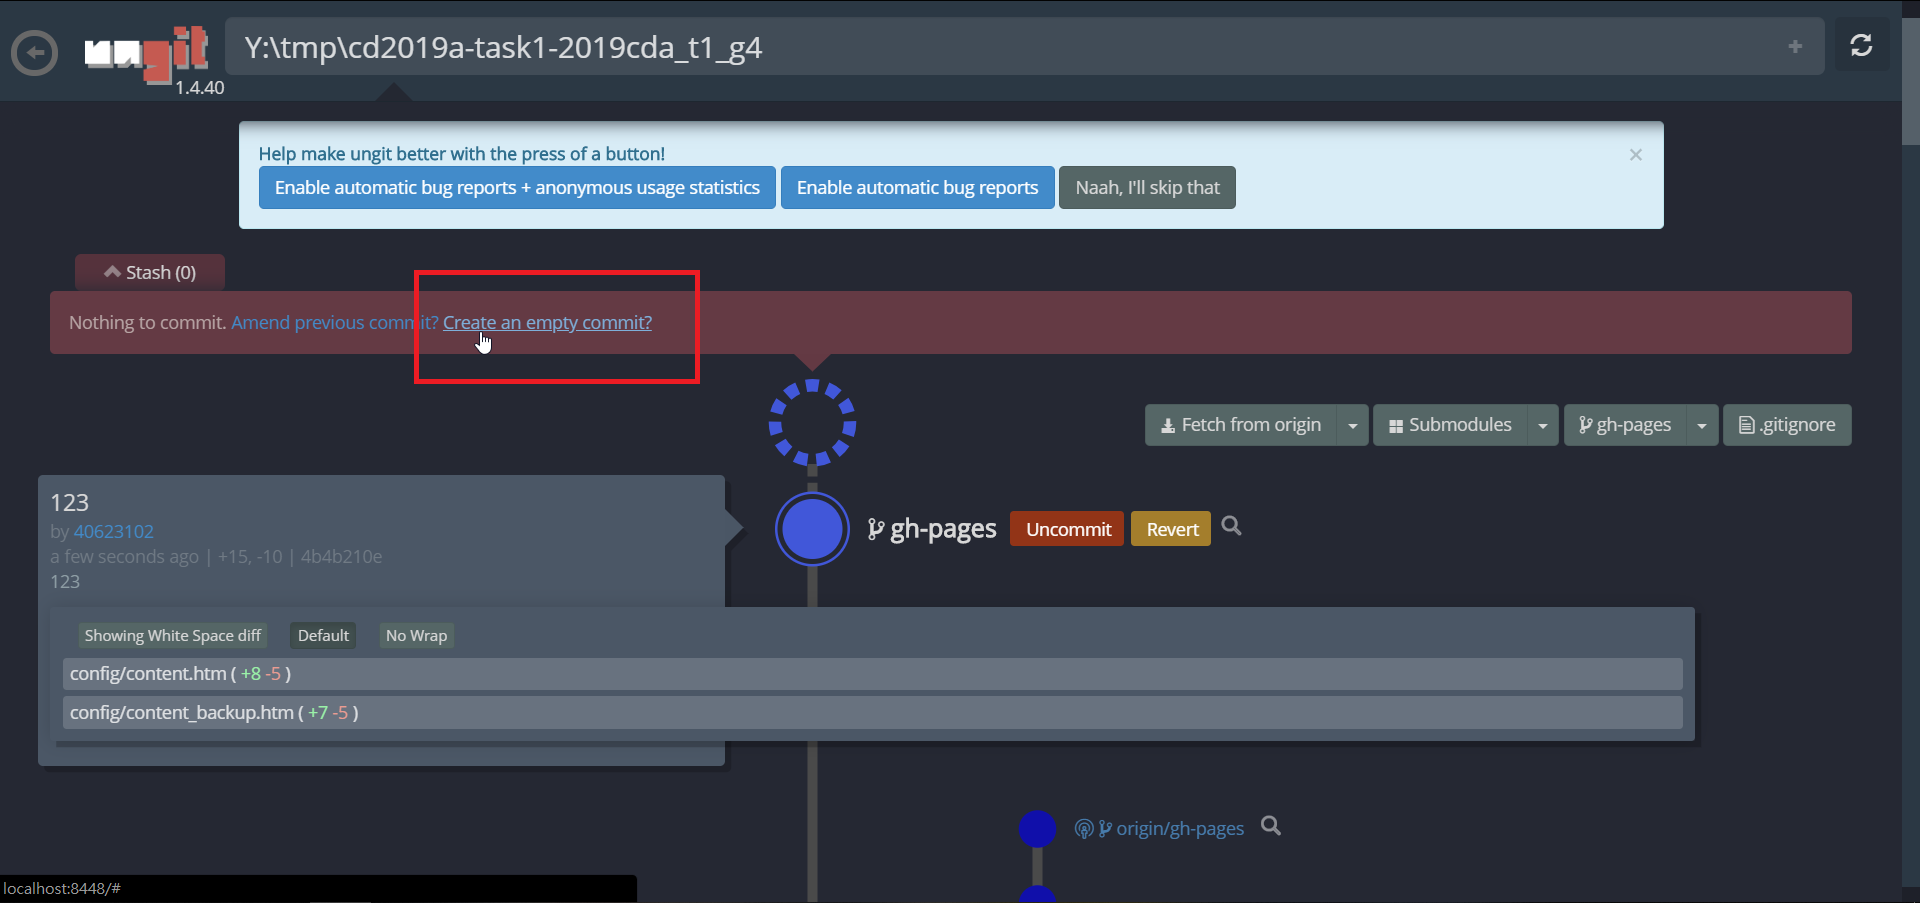 ungit
1.4.40
Y:\tmp\cd2019a-task1-2019cda_t1_g4
Help make ungit better with the press of a button!
Enable automatic bug reports + anonymous usage statistics Enable automatic bug reports Naah, I'll skip that
Stash (0)
Nothing to commit. Amend previous commit? Create an empty commit?
Fetch from origin Submodules gh-pages .gitignore
123
by 40623102
a few seconds ago | +15, -10 | 4b4b210e
123
gh-pages Uncommit Revert
Showing White Space diff Default No Wrap
config/content.htm ( +8 -5 )
config/content_backup.htm ( +7 -5 )
origin/gh-pages
localhost:8448/#